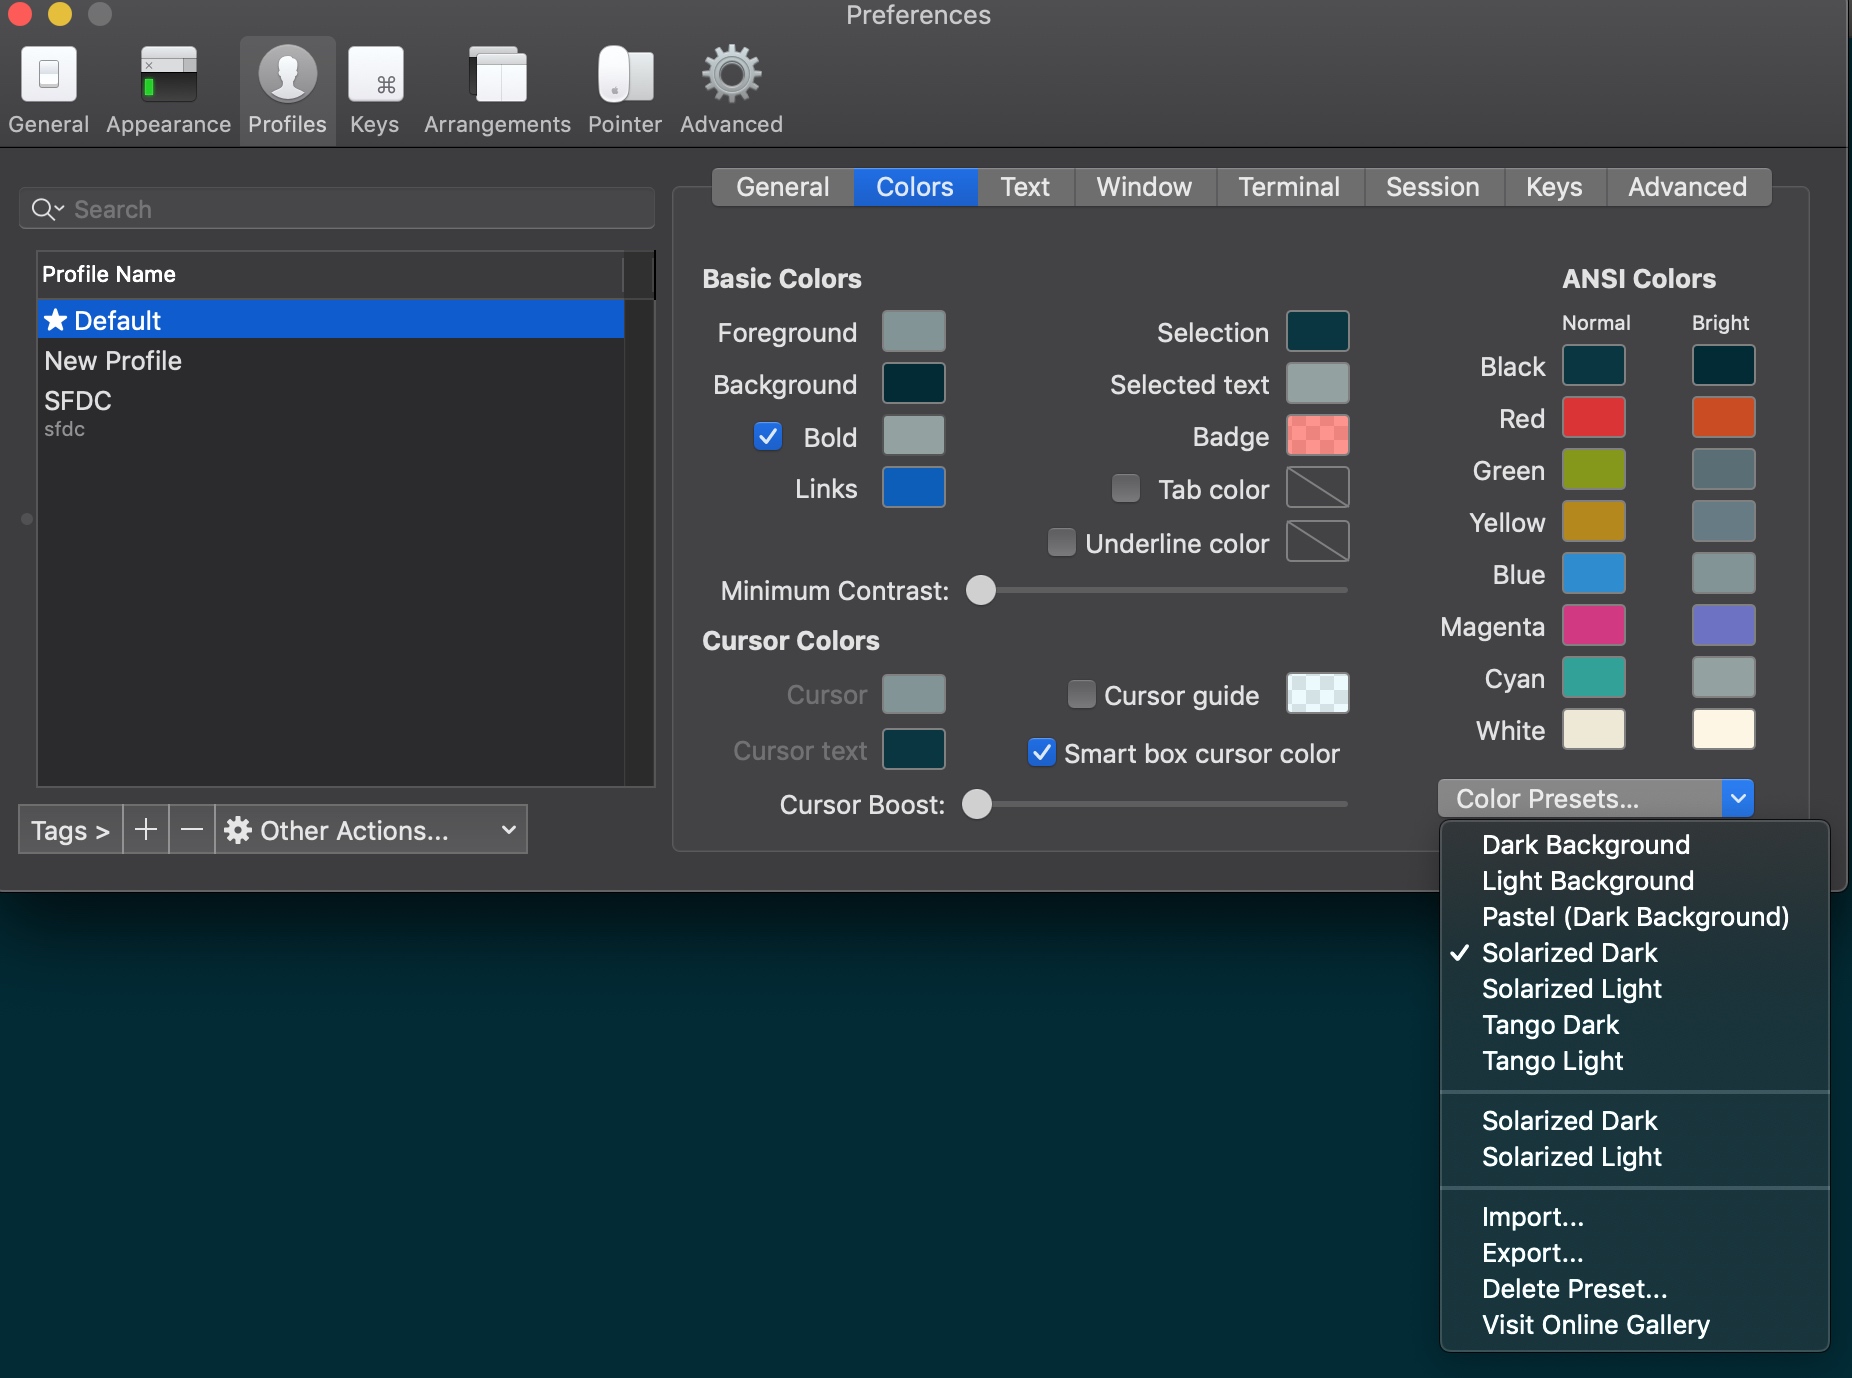 Preferences
General Appearance Profiles Keys Arrangements Pointer Advanced
Search
Profile Name
Default
New Profile
SFDC
sfdc
Tags > Other Actions...
General Colors Text Window Terminal Session Keys Advanced
Basic Colors
Foreground
Background
Bold
Links
Selection
Selected text
Badge
Tab color
Underline color
Minimum Contrast:
Cursor Colors
Cursor
Cursor text
Cursor guide
Smart box cursor color
Cursor Boost:
ANSI Colors
Normal Bright
Black
Red
Green
Yellow
Blue
Magenta
Cyan
White
Color Presets...
Dark Background
Light Background
Pastel (Dark Background)
Solarized Dark
Solarized Light
Tango Dark
Tango Light
Solarized Dark
Solarized Light
Import...
Export...
Delete Preset...
Visit Online Gallery